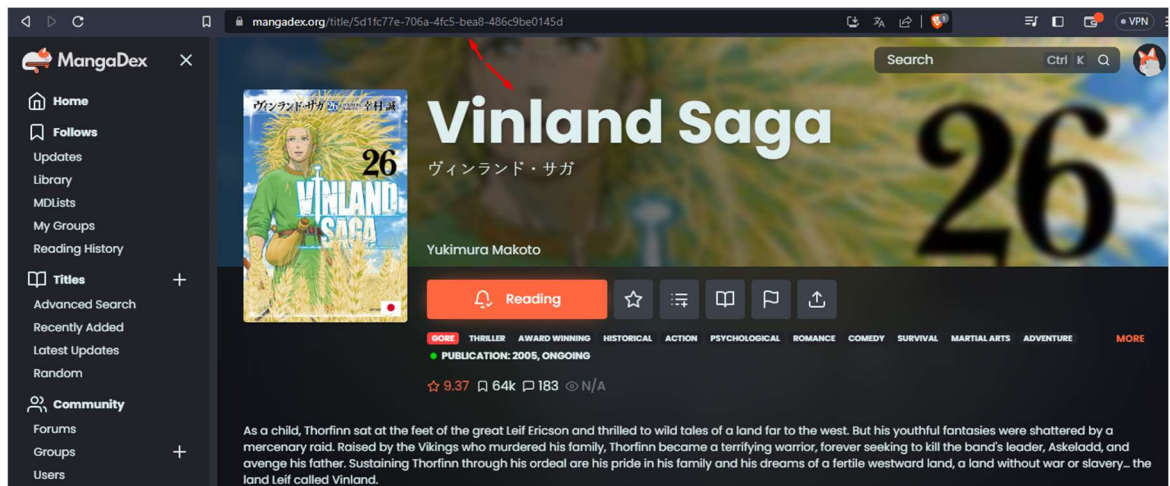 mangadex.org/title/5d1fc77e-706a-4fc5-bea8-486c9be0145d
1
VPN
MangaDex
Search
Ctrl K
Home
Follows
Updates
Library
MDLists
My Groups
Reading History
Titles
Advanced Search
Recently Added
Latest Updates
Random
Community
Forums
Groups
Users
ヴィンランド・サガ 26 幸村誠
26
VINLAND
SAGA
Vinland Saga
26
ヴィンランド・サガ
Yukimura Makoto
Reading
GORE THRILLER AWARD WINNING HISTORICAL ACTION PSYCHOLOGICAL ROMANCE COMEDY SURVIVAL MARTIAL ARTS ADVENTURE MORE
PUBLICATION: 2005, ONGOING
9.37 64k 183 N/A
As a child, Thorfinn sat at the feet of the great Leif Ericson and thrilled to wild tales of a land far to the west. But his youthful fantasies were shattered by a
mercenary raid. Raised by the Vikings who murdered his family, Thorfinn became a terrifying warrior, forever seeking to kill the band's leader, Askeladd, and
avenge his father. Sustaining Thorfinn through his ordeal are his pride in his family and his dreams of a fertile westward land, a land without war or slavery… the
land Leif called Vinland.